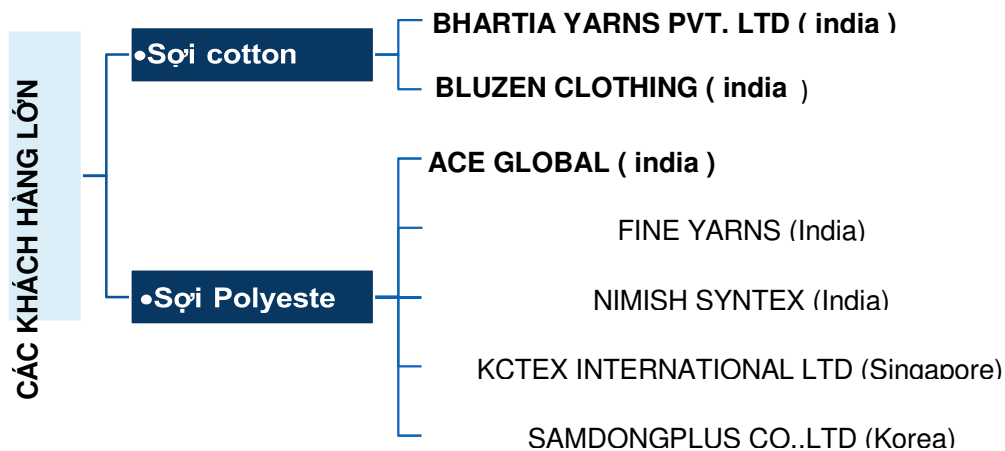 CÁC KHÁCH HÀNG LỚN
•Sợi cotton
BHARTIA YARNS PVT. LTD ( india )
BLUZEN CLOTHING ( india )
•Sợi Polyeste
ACE GLOBAL ( india )
FINE YARNS (India)
NIMISH SYNTEX (India)
KCTEX INTERNATIONAL LTD (Singapore)
SAMDONGPLUS CO.,LTD (Korea)